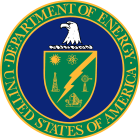 DEPARTMENT OF ENERGY
UNITED STATES OF AMERICA